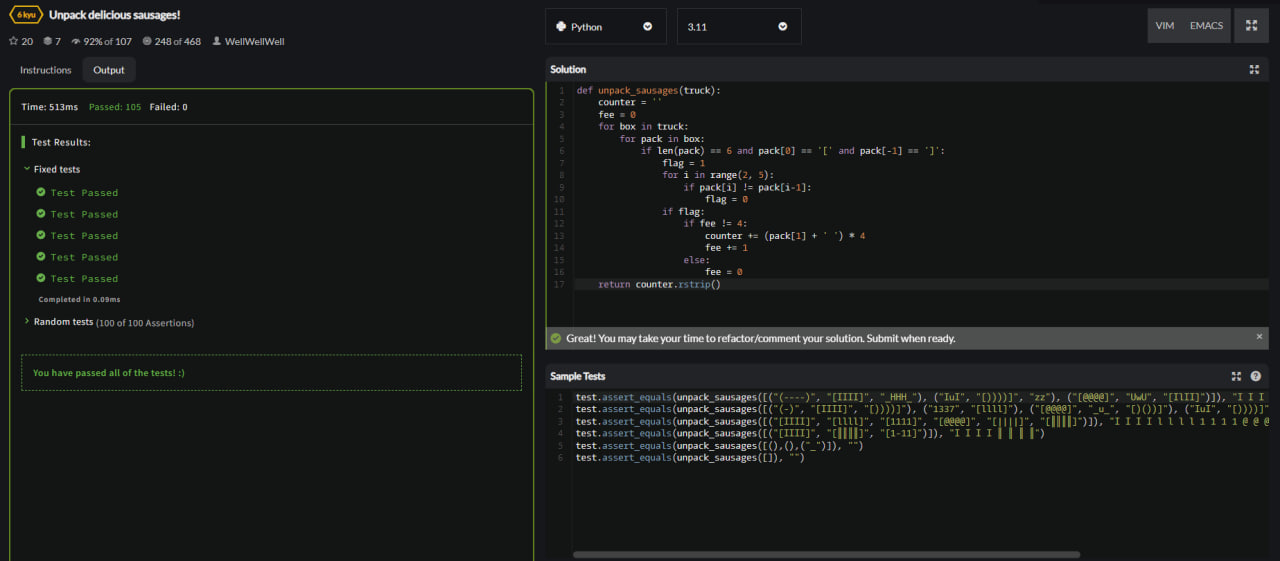 6 kyu Unpack delicious sausages!
20 7 92% of 107 248 of 468 WellWellWell
Instructions Output
Time: 513ms Passed: 105 Failed: 0
Test Results:
Fixed tests
Test Passed
Test Passed
Test Passed
Test Passed
Test Passed
Completed in 0.09ms
Random tests (100 of 100 Assertions)
You have passed all of the tests! :)
Python 3.11 VIM EMACS
Solution
1 def unpack_sausages(truck):
2 counter = ''
3 fee = 0
4 for box in truck:
5 for pack in box:
6 if len(pack) == 6 and pack[0] == '[' and pack[-1] == ']':
7 flag = 1
8 for i in range(2, 5):
9 if pack[i] != pack[i-1]:
10 flag = 0
11 if flag:
12 if fee != 4:
13 counter += (pack[1] + ' ') * 4
14 fee += 1
15 else:
16 fee = 0
17 return counter.rstrip()
Great! You may take your time to refactor/comment your solution. Submit when ready. ×
Sample Tests ?
1 test.assert_equals(unpack_sausages([("(----)", "[IIII]", "_HHH_"), ("IuI", "[))))]", "zz"), ("[@@@@]", "UwU", "[IlII]")]), "I I I
2 test.assert_equals(unpack_sausages([("(-)", "[IIII]", "[))))]"), ("1337", "[llll]"), ("[@@@@]", "_u_", "[)())]"), ("IuI", "[))))]"
3 test.assert_equals(unpack_sausages([("[IIII]", "[llll]", "[1111]", "[@@@@]", "[||||]", "[║║║║]")]), "I I I I l l l l 1 1 1 1 @ @ @
4 test.assert_equals(unpack_sausages([("[IIII]", "[║║║║]", "[1-11]")]), "I I I I ║ ║ ║ ║")
5 test.assert_equals(unpack_sausages([(),(),("_")]), "")
6 test.assert_equals(unpack_sausages([]), "")